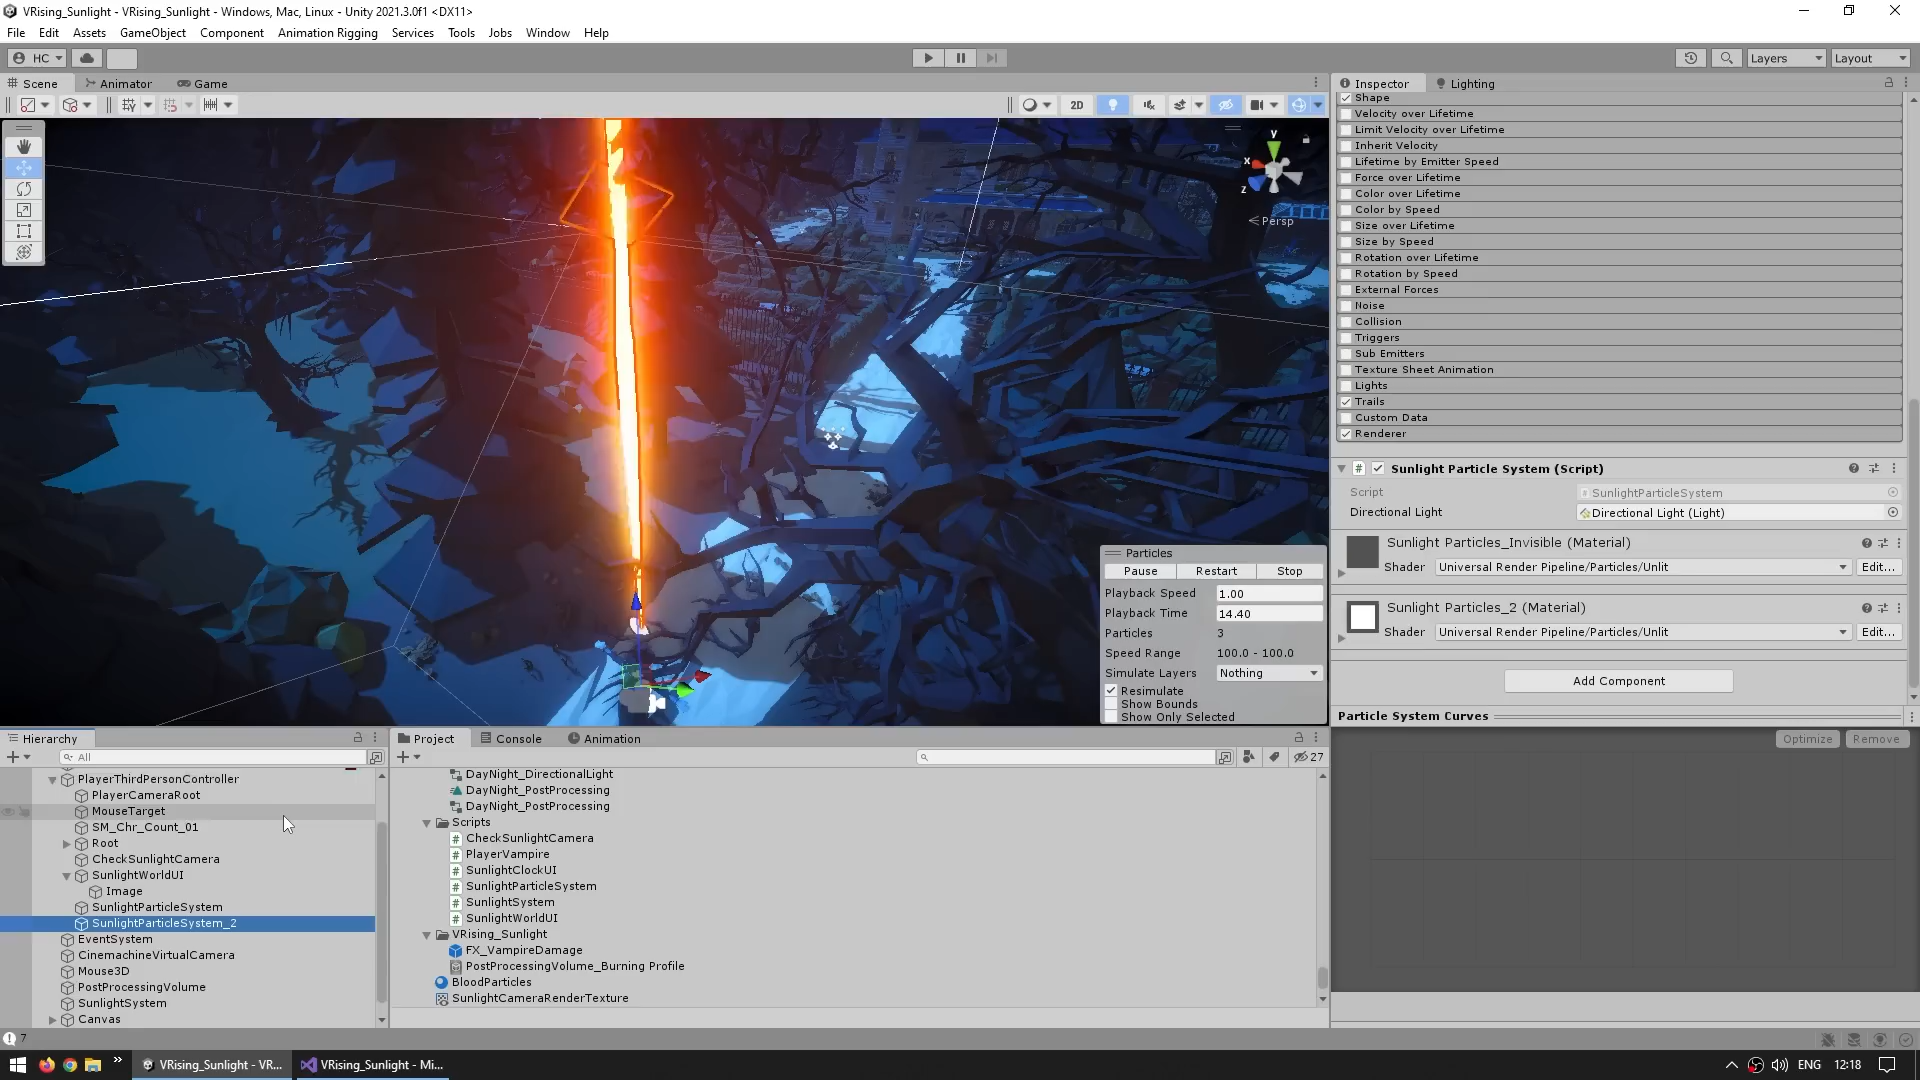 VRising_Sunlight - VRising_Sunlight - Windows, Mac, Linux - Unity 2021.3.0f1 <DX11>
File Edit Assets GameObject Component Animation Rigging Services Tools Jobs Window Help
HC
Layers
Layout
Scene Animator Game
2D
y
x
z
Persp
Particles
Pause Restart Stop
Playback Speed 1.00
Playback Time 14.40
Particles 3
Speed Range 100.0 - 100.0
Simulate Layers Nothing
Resimulate
Show Bounds
Show Only Selected
Inspector Lighting
Shape
Velocity over Lifetime
Limit Velocity over Lifetime
Inherit Velocity
Lifetime by Emitter Speed
Force over Lifetime
Color over Lifetime
Color by Speed
Size over Lifetime
Size by Speed
Rotation over Lifetime
Rotation by Speed
External Forces
Noise
Collision
Triggers
Sub Emitters
Texture Sheet Animation
Lights
Trails
Custom Data
Renderer
# Sunlight Particle System (Script)
Script SunlightParticleSystem
Directional Light Directional Light (Light)
Sunlight Particles_Invisible (Material)
Shader Universal Render Pipeline/Particles/Unlit Edit...
Sunlight Particles_2 (Material)
Shader Universal Render Pipeline/Particles/Unlit Edit...
Add Component
Particle System Curves
Optimize Remove
Hierarchy
All
PlayerThirdPersonController
PlayerCameraRoot
MouseTarget
SM_Chr_Count_01
Root
CheckSunlightCamera
SunlightWorldUI
Image
SunlightParticleSystem
SunlightParticleSystem_2
EventSystem
CinemachineVirtualCamera
Mouse3D
PostProcessingVolume
SunlightSystem
Canvas
Project Console Animation
27
DayNight_DirectionalLight
DayNight_PostProcessing
DayNight_PostProcessing
Scripts
CheckSunlightCamera
PlayerVampire
SunlightClockUI
SunlightParticleSystem
SunlightSystem
SunlightWorldUI
VRising_Sunlight
FX_VampireDamage
PostProcessingVolume_Burning Profile
BloodParticles
SunlightCameraRenderTexture
7
VRising_Sunlight - VR...
VRising_Sunlight - Mi...
ENG 12:18